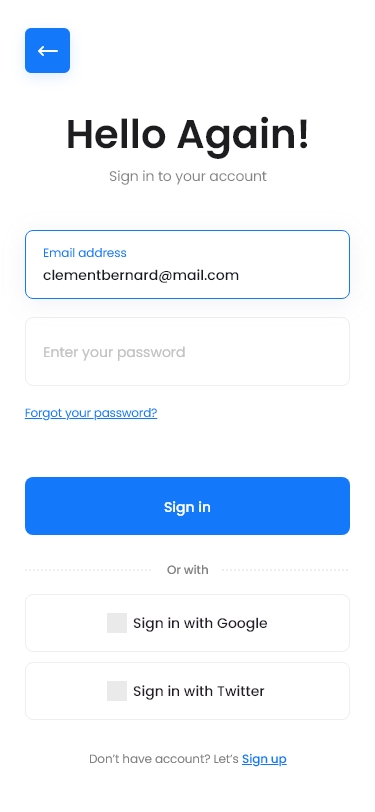 Hello Again!
Sign in to your account
Email address
clementbernard@mail.com
Enter your password
Forgot your password?
Sign in
Or with
Sign in with Google
Sign in with Twitter
Don’t have account? Let’s Sign up